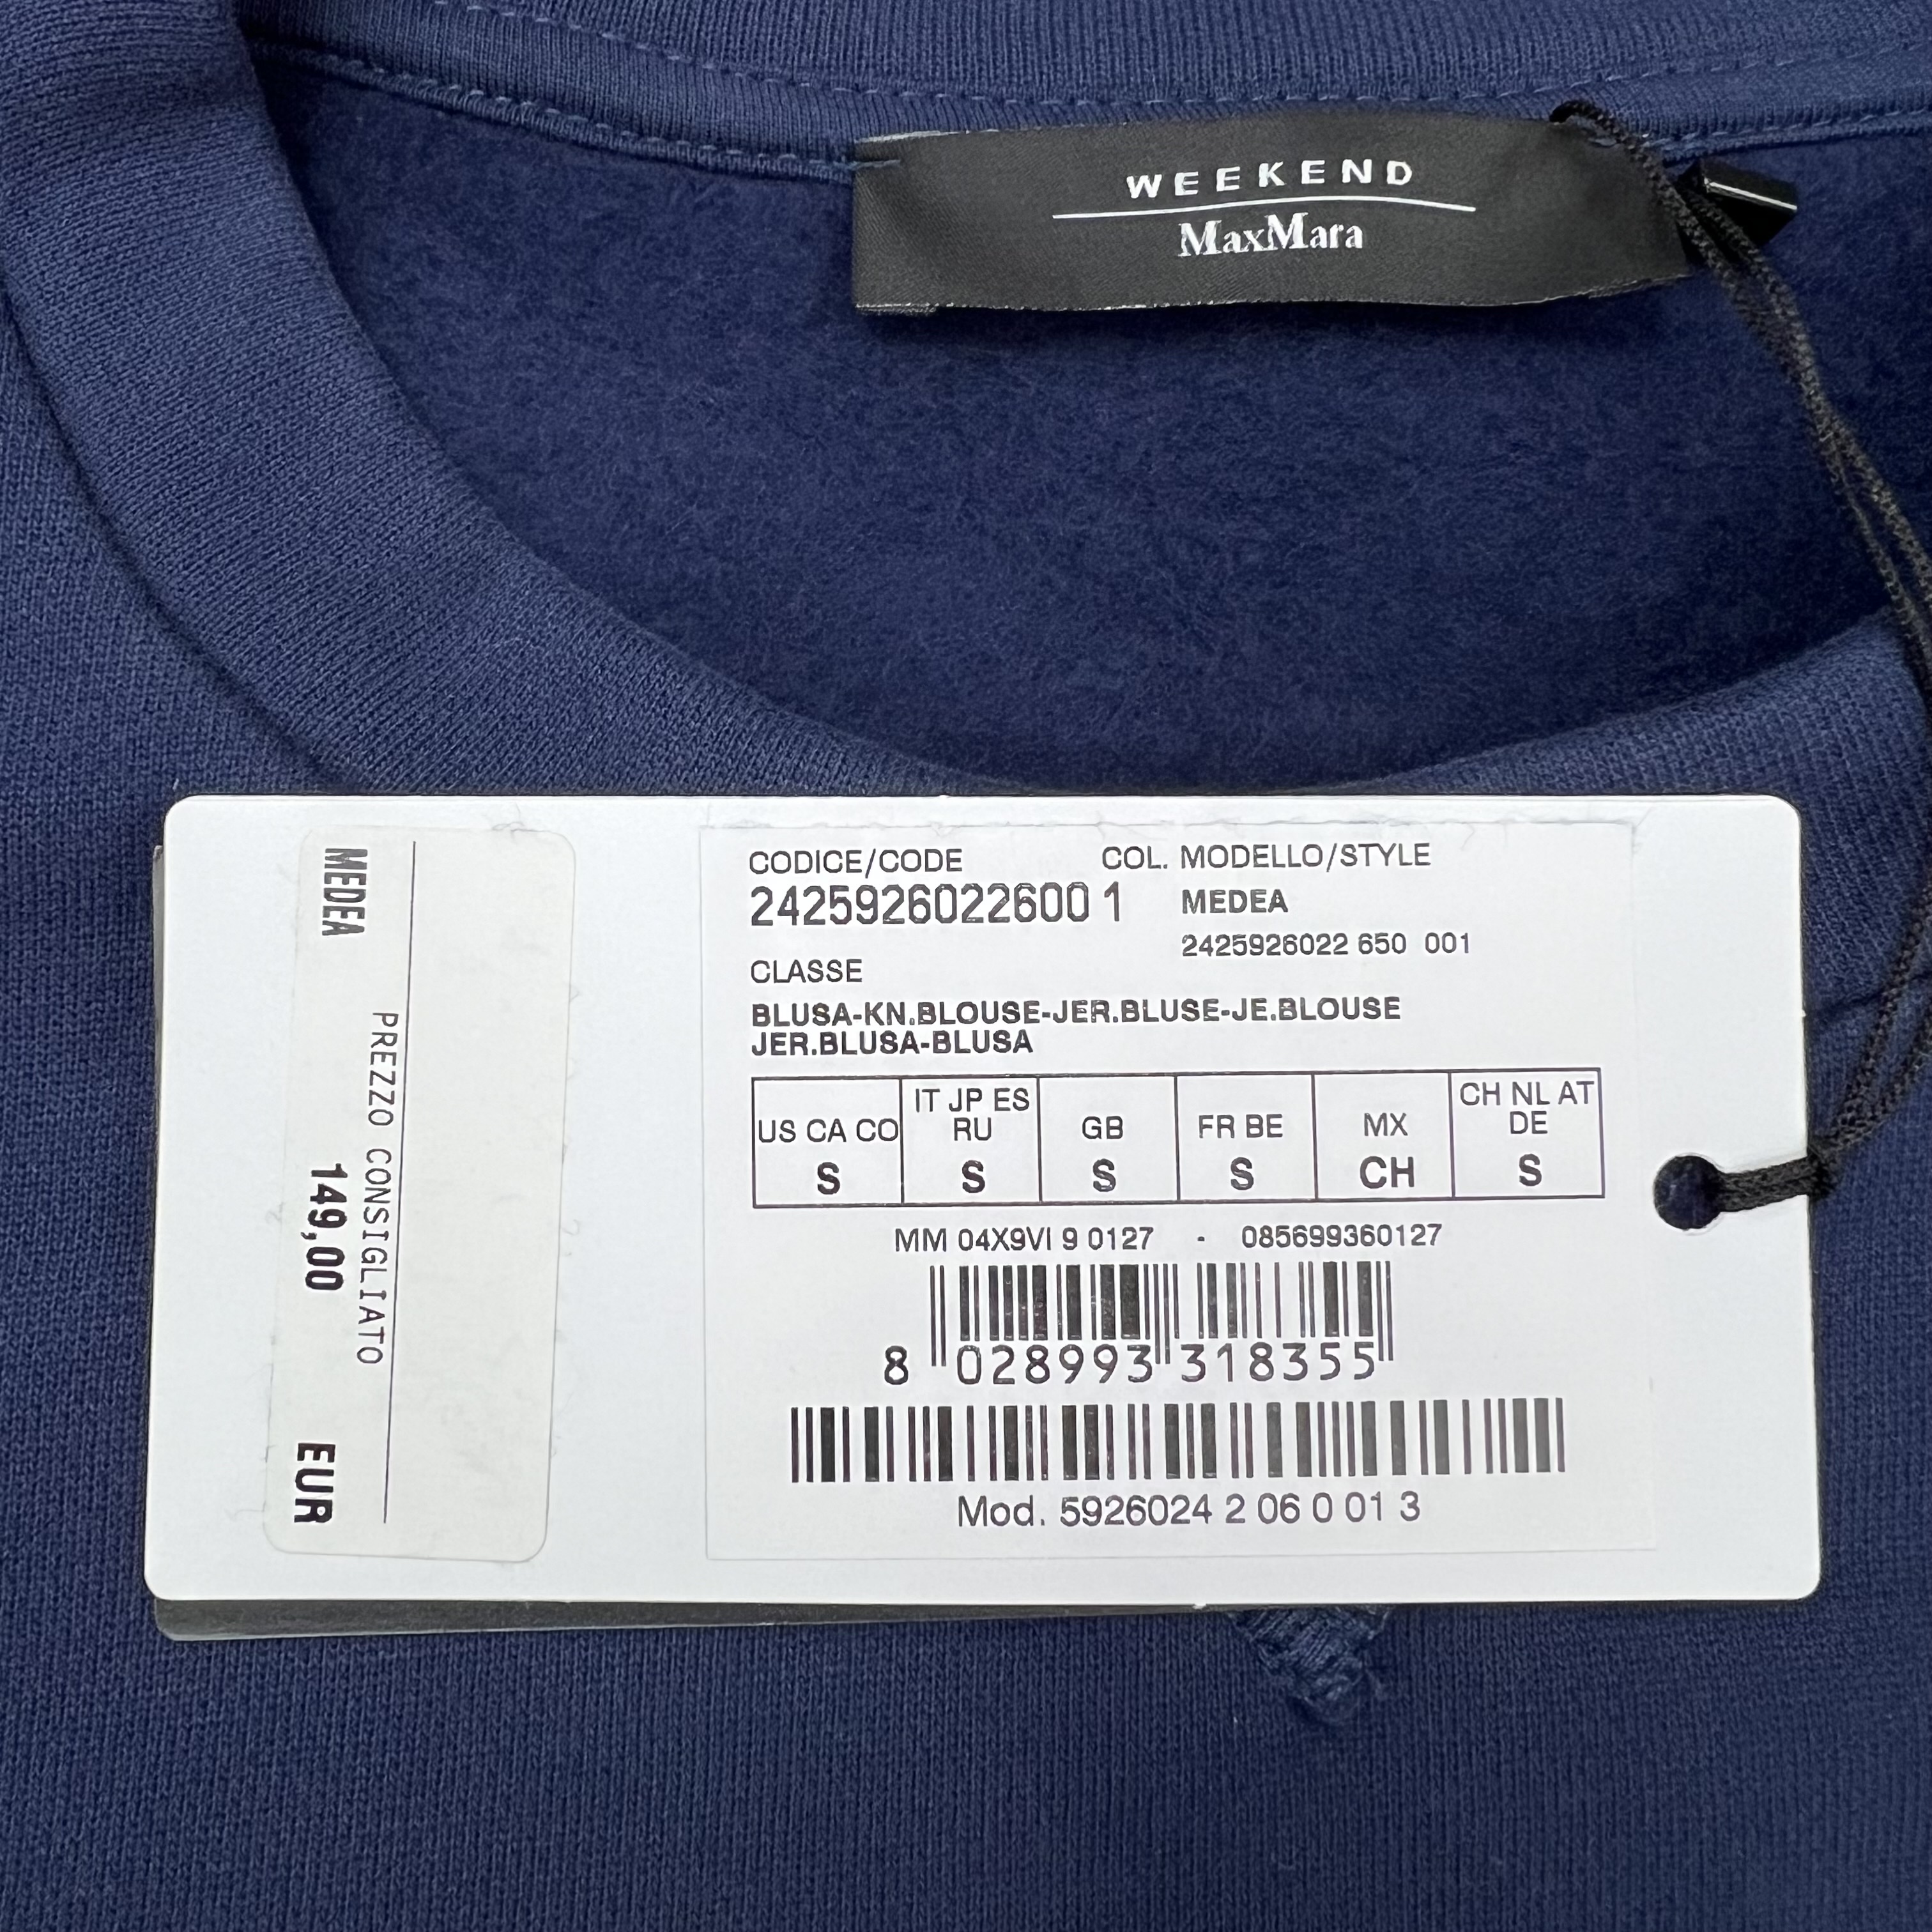 WEEKEND
MaxMara
MEDEA
PREZZO CONSIGLIATO
149,00 EUR
CODICE/CODE COL. MODELLO/STYLE
2425926022600 1 MEDEA
2425926022 650 001
CLASSE
BLUSA-KN.BLOUSE-JER.BLUSE-JE.BLOUSE
JER.BLUSA-BLUSA
US CA CO IT JP ES RU GB FR BE MX CH NL AT DE
S S S S CH S
MM 04X9VI 9 0127 - 085699360127
8 028993 318355
Mod. 5926024 2 06 0 01 3